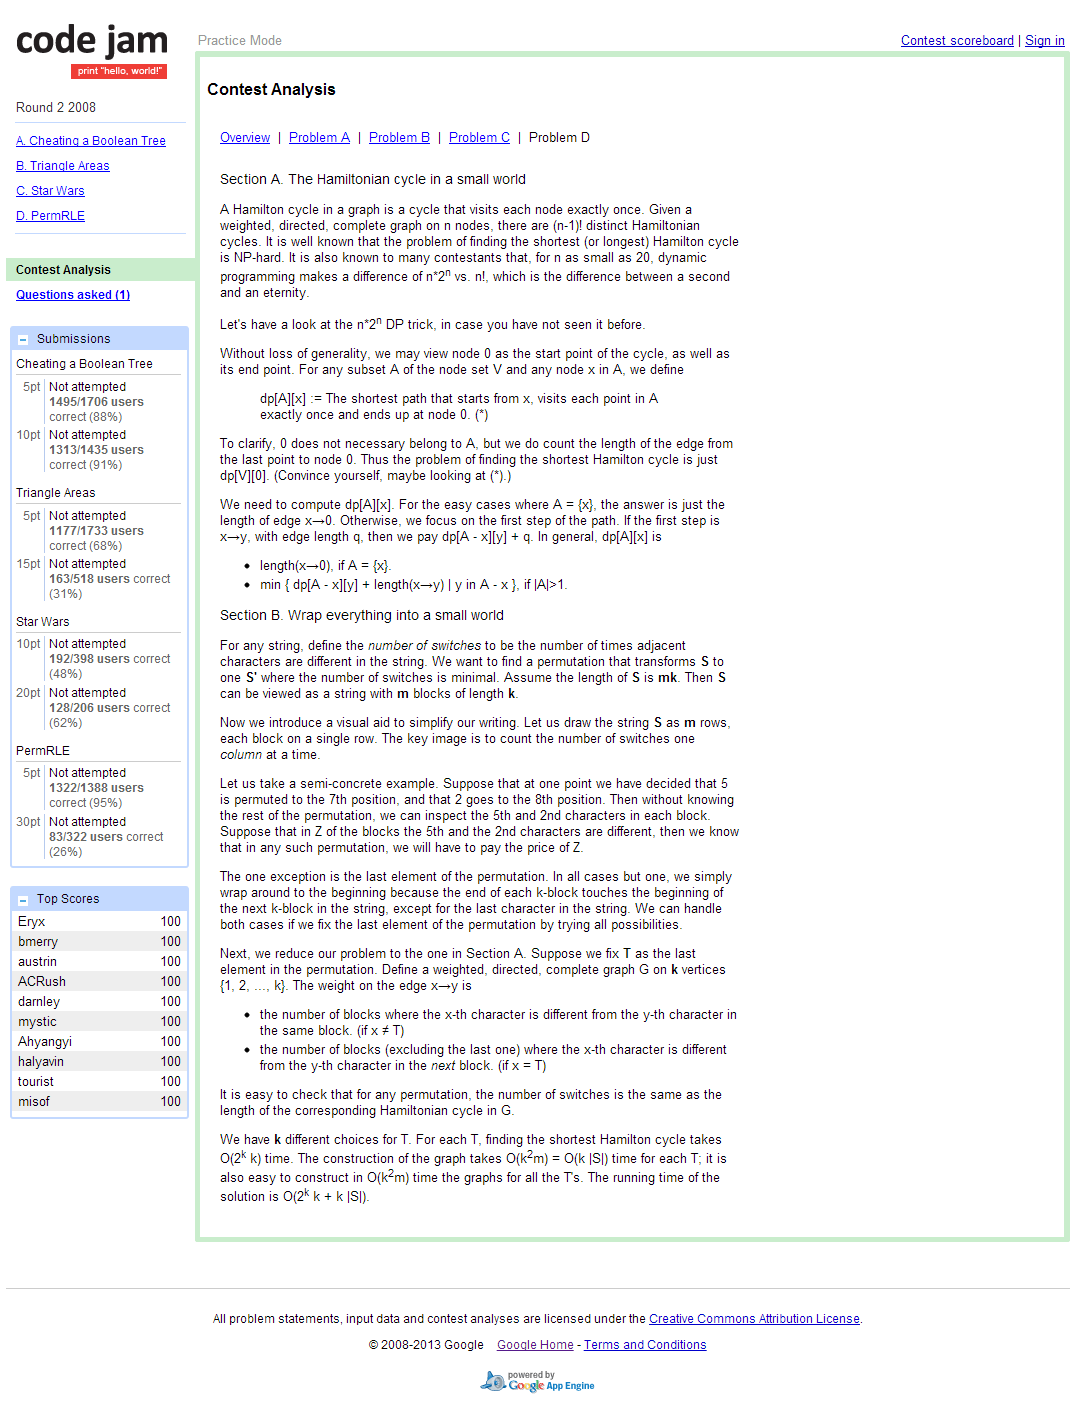 code jam
print "hello, world!"
Practice Mode
Contest scoreboard | Sign in
Round 2 2008
A. Cheating a Boolean Tree
B. Triangle Areas
C. Star Wars
D. PermRLE
Contest Analysis
Questions asked (1)
Submissions
Cheating a Boolean Tree
5pt Not attempted
1495/1706 users
correct (88%)
10pt Not attempted
1313/1435 users
correct (91%)
Triangle Areas
5pt Not attempted
1177/1733 users
correct (68%)
15pt Not attempted
163/518 users correct
(31%)
Star Wars
10pt Not attempted
192/398 users correct
(48%)
20pt Not attempted
128/206 users correct
(62%)
PermRLE
5pt Not attempted
1322/1388 users
correct (95%)
30pt Not attempted
83/322 users correct
(26%)
Top Scores
Eryx 100
bmerry 100
austrin 100
ACRush 100
darnley 100
mystic 100
Ahyangyi 100
halyavin 100
tourist 100
misof 100
Contest Analysis
Overview | Problem A | Problem B | Problem C | Problem D
Section A. The Hamiltonian cycle in a small world
A Hamilton cycle in a graph is a cycle that visits each node exactly once. Given a
weighted, directed, complete graph on n nodes, there are (n-1)! distinct Hamiltonian
cycles. It is well known that the problem of finding the shortest (or longest) Hamilton cycle
is NP-hard. It is also known to many contestants that, for n as small as 20, dynamic
programming makes a difference of n*2^n vs. n!, which is the difference between a second
and an eternity.
Let's have a look at the n*2^n DP trick, in case you have not seen it before.
Without loss of generality, we may view node 0 as the start point of the cycle, as well as
its end point. For any subset A of the node set V and any node x in A, we define
dp[A][x] := The shortest path that starts from x, visits each point in A
exactly once and ends up at node 0. (*)
To clarify, 0 does not necessary belong to A, but we do count the length of the edge from
the last point to node 0. Thus the problem of finding the shortest Hamilton cycle is just
dp[V][0]. (Convince yourself, maybe looking at (*).)
We need to compute dp[A][x]. For the easy cases where A = {x}, the answer is just the
length of edge x→0. Otherwise, we focus on the first step of the path. If the first step is
x→y, with edge length q, then we pay dp[A - x][y] + q. In general, dp[A][x] is
• length(x→0), if A = {x}.
• min { dp[A - x][y] + length(x→y) | y in A - x }, if |A|>1.
Section B. Wrap everything into a small world
For any string, define the number of switches to be the number of times adjacent
characters are different in the string. We want to find a permutation that transforms S to
one S' where the number of switches is minimal. Assume the length of S is mk. Then S
can be viewed as a string with m blocks of length k.
Now we introduce a visual aid to simplify our writing. Let us draw the string S as m rows,
each block on a single row. The key image is to count the number of switches one
column at a time.
Let us take a semi-concrete example. Suppose that at one point we have decided that 5
is permuted to the 7th position, and that 2 goes to the 8th position. Then without knowing
the rest of the permutation, we can inspect the 5th and 2nd characters in each block.
Suppose that in Z of the blocks the 5th and the 2nd characters are different, then we know
that in any such permutation, we will have to pay the price of Z.
The one exception is the last element of the permutation. In all cases but one, we simply
wrap around to the beginning because the end of each k-block touches the beginning of
the next k-block in the string, except for the last character in the string. We can handle
both cases if we fix the last element of the permutation by trying all possibilities.
Next, we reduce our problem to the one in Section A. Suppose we fix T as the last
element in the permutation. Define a weighted, directed, complete graph G on k vertices
{1, 2, ..., k}. The weight on the edge x→y is
• the number of blocks where the x-th character is different from the y-th character in
the same block. (if x ≠ T)
• the number of blocks (excluding the last one) where the x-th character is different
from the y-th character in the next block. (if x = T)
It is easy to check that for any permutation, the number of switches is the same as the
length of the corresponding Hamiltonian cycle in G.
We have k different choices for T. For each T, finding the shortest Hamilton cycle takes
O(2^k k) time. The construction of the graph takes O(k^2m) = O(k |S|) time for each T; it is
also easy to construct in O(k^2m) time the graphs for all the T's. The running time of the
solution is O(2^k k + k |S|).
All problem statements, input data and contest analyses are licensed under the Creative Commons Attribution License.
© 2008-2013 Google Google Home - Terms and Conditions
powered by
Google App Engine